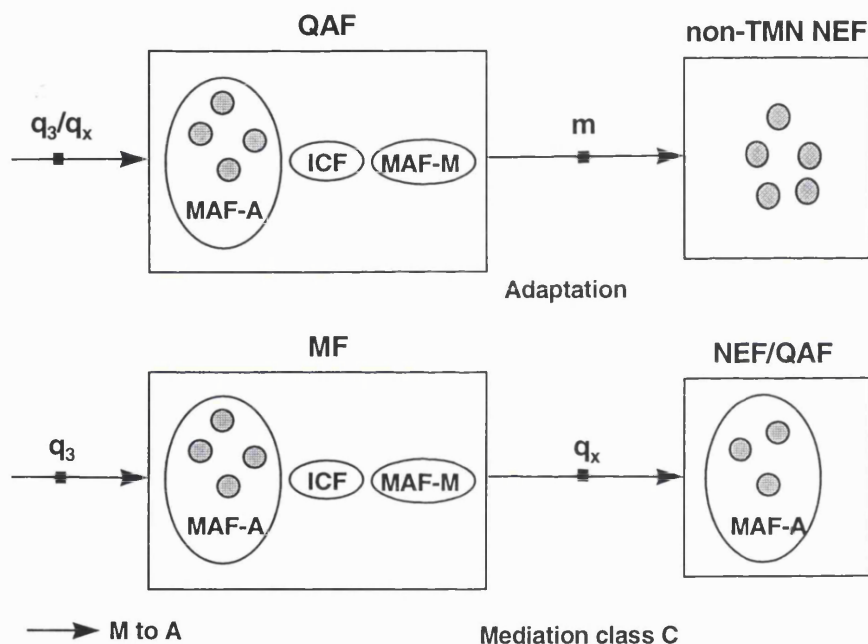 QAF
non-TMN NEF
q3/qx
m
ICF
MAF-M
MAF-A
Adaptation
MF
NEF/QAF
q3
qx
ICF
MAF-M
MAF-A
MAF-A
M to A
Mediation class C